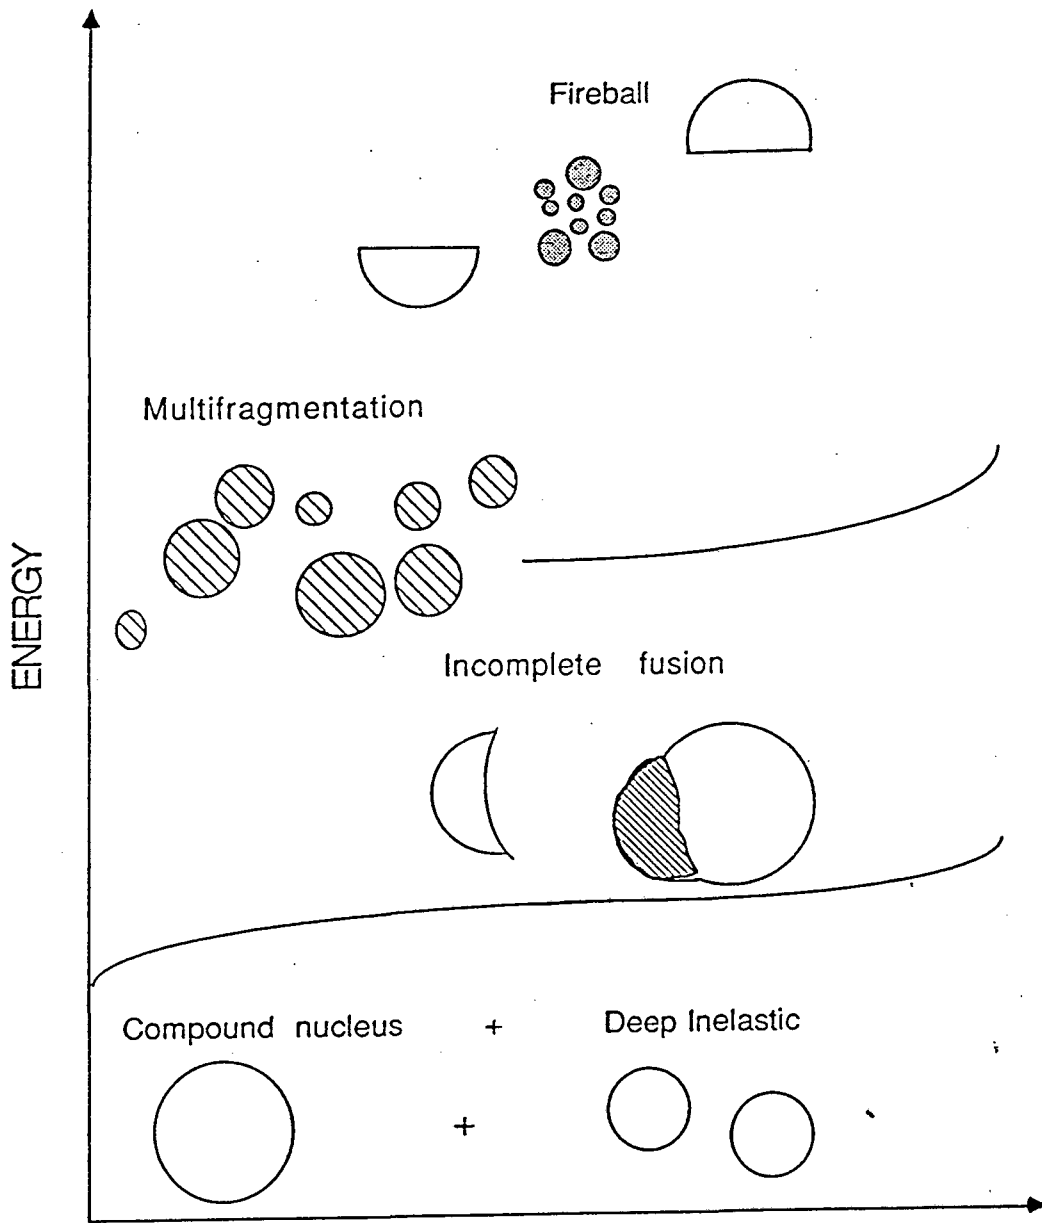 Fireball
Multifragmentation
ENERGY
Incomplete fusion
Compound nucleus + Deep Inelastic
+